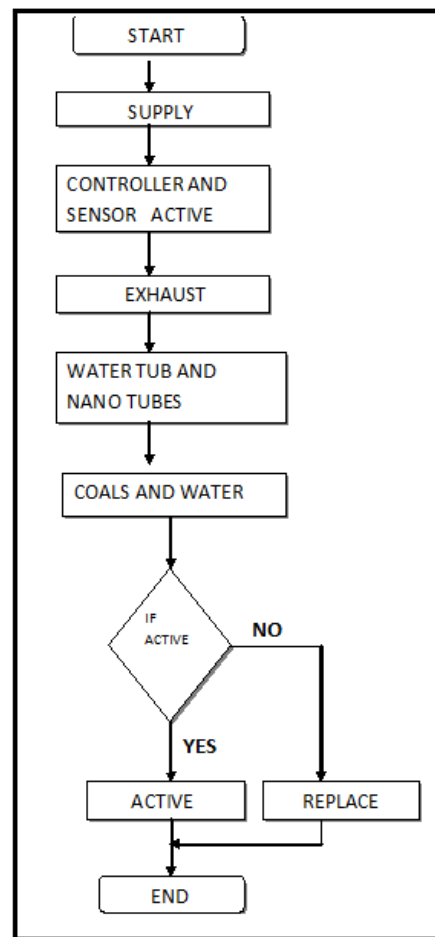 START
SUPPLY
CONTROLLER AND
SENSOR ACTIVE
EXHAUST
WATER TUB AND
NANO TUBES
COALS AND WATER
IF
ACTIVE
NO
YES
ACTIVE
REPLACE
END